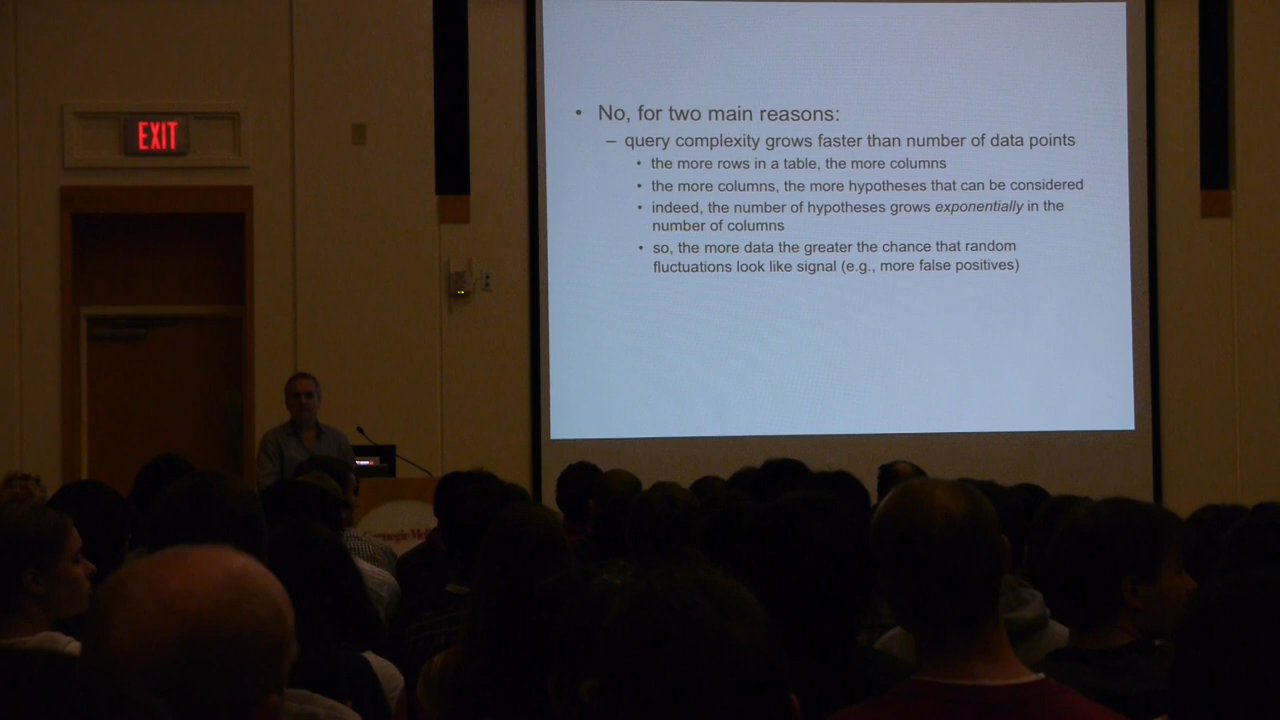 EXIT
• No, for two main reasons:
– query complexity grows faster than number of data points
• the more rows in a table, the more columns
• the more columns, the more hypotheses that can be considered
• indeed, the number of hypotheses grows exponentially in the
number of columns
• so, the more data the greater the chance that random
fluctuations look like signal (e.g., more false positives)